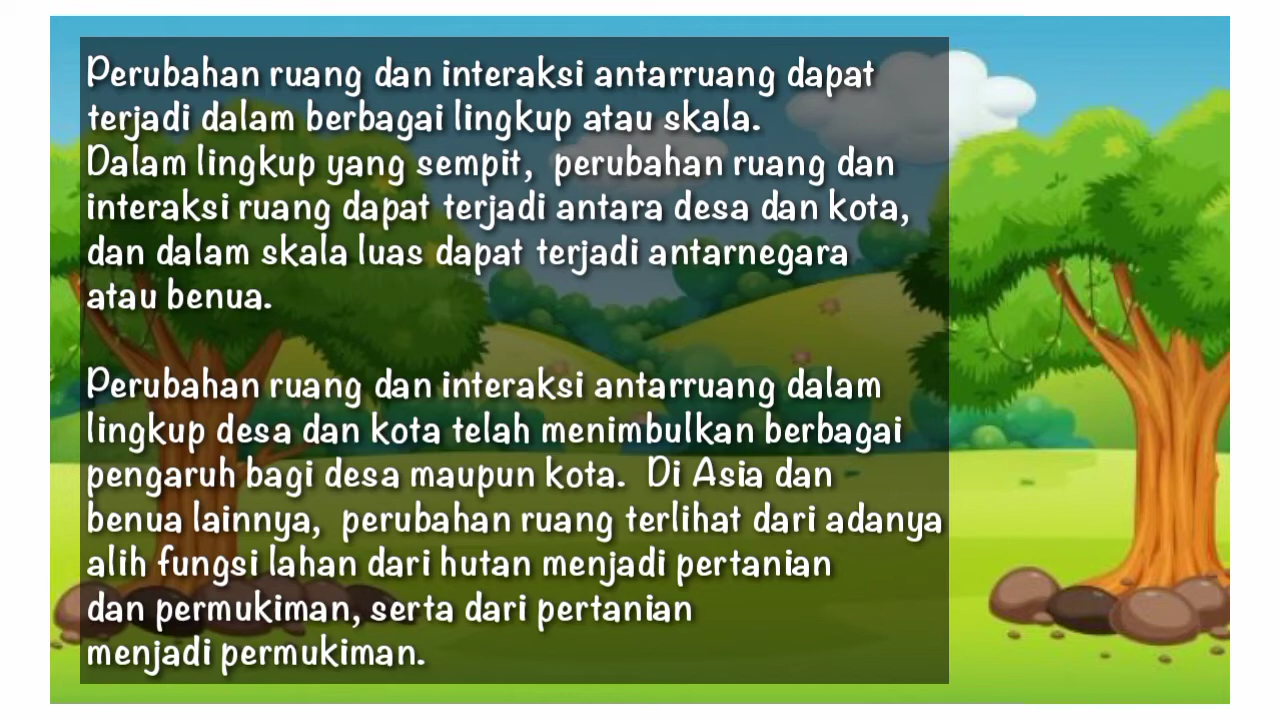 Perubahan ruang dan interaksi antarruang dapat
terjadi dalam berbagai lingkup atau skala.
Dalam lingkup yang sempit, perubahan ruang dan
interaksi ruang dapat terjadi antara desa dan kota,
dan dalam skala luas dapat terjadi antarnegara
atau benua.
Perubahan ruang dan interaksi antarruang dalam
lingkup desa dan kota telah menimbulkan berbagai
pengaruh bagi desa maupun kota. Di Asia dan
benua lainnya, perubahan ruang terlihat dari adanya
alih fungsi lahan dari hutan menjadi pertanian
dan permukiman, serta dari pertanian
menjadi permukiman.